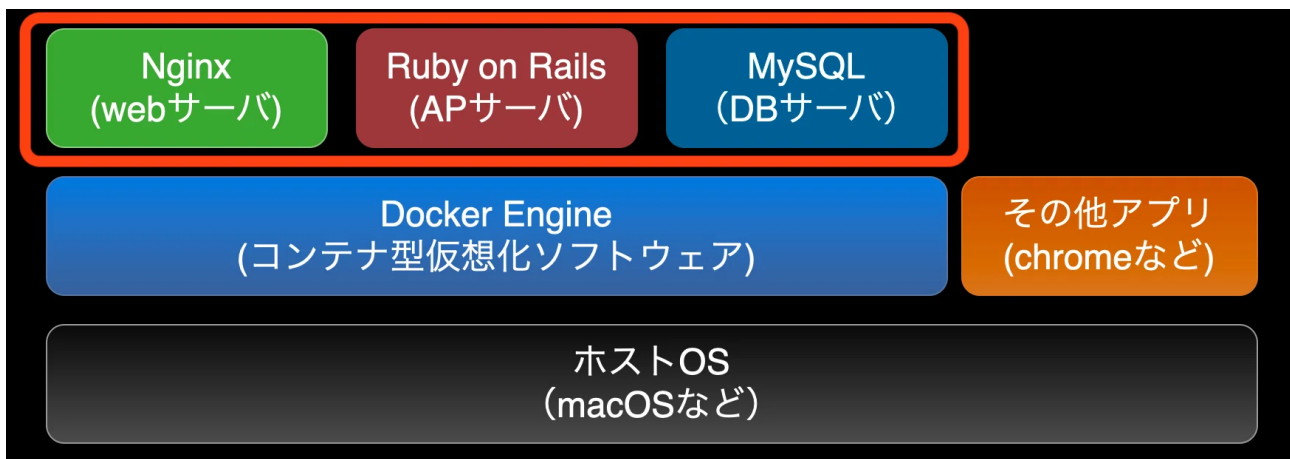 Nginx
(webサーバ)
Ruby on Rails
(APサーバ)
MySQL
（DBサーバ）
Docker Engine
(コンテナ型仮想化ソフトウェア)
その他アプリ
(chromeなど)
ホストOS
（macOSなど）